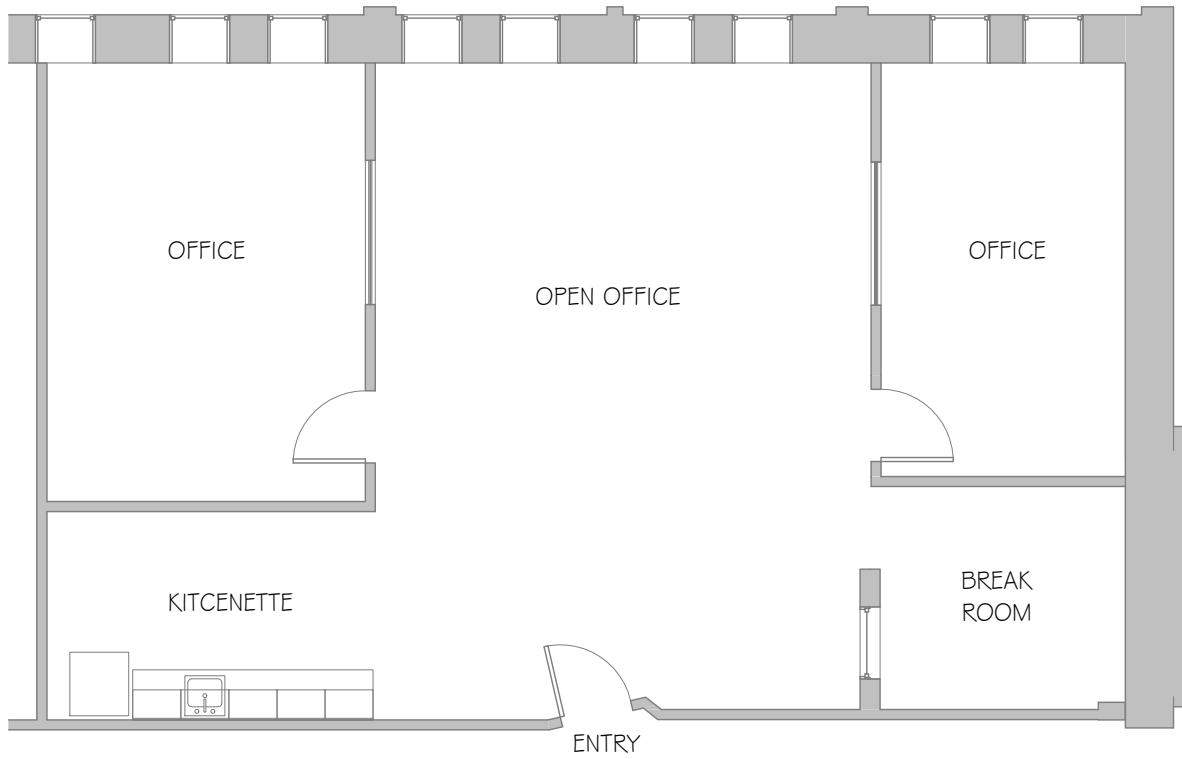 OFFICE
OFFICE
OPEN OFFICE
KITCENETTE
BREAK
ROOM
ENTRY